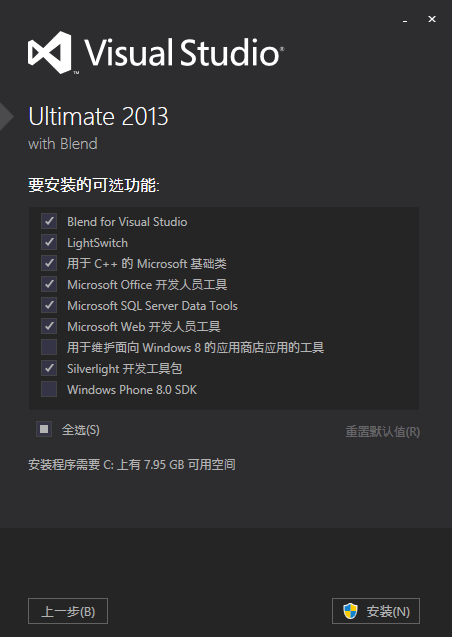 Visual Studio®
™
Ultimate 2013
with Blend
要安装的可选功能:
Blend for Visual Studio
LightSwitch
用于 C++ 的 Microsoft 基础类
Microsoft Office 开发人员工具
Microsoft SQL Server Data Tools
Microsoft Web 开发人员工具
用于维护面向 Windows 8 的应用商店应用的工具
Silverlight 开发工具包
Windows Phone 8.0 SDK
全选(S)
重置默认值(R)
安装程序需要 C: 上有 7.95 GB 可用空间
上一步(B)
安装(N)